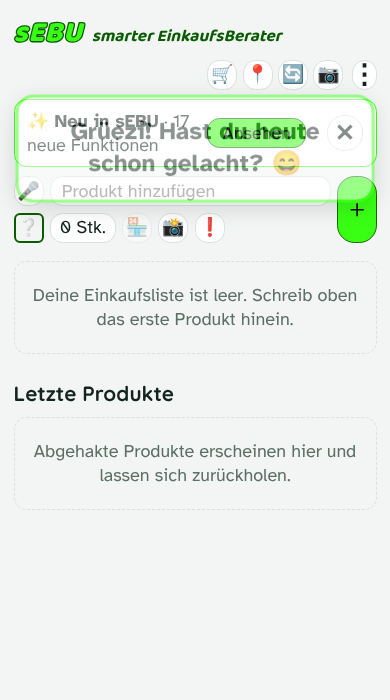 sEBU smarter EinkaufsBerater
✨ Neu in sEBU · 17
neue Funktionen
Ansehen
✕
Grüezi! Hast du heute
schon gelacht? 😄
Produkt hinzufügen
+
0 Stk.
Deine Einkaufsliste ist leer. Schreib oben
das erste Produkt hinein.
Letzte Produkte
Abgehakte Produkte erscheinen hier und
lassen sich zurückholen.